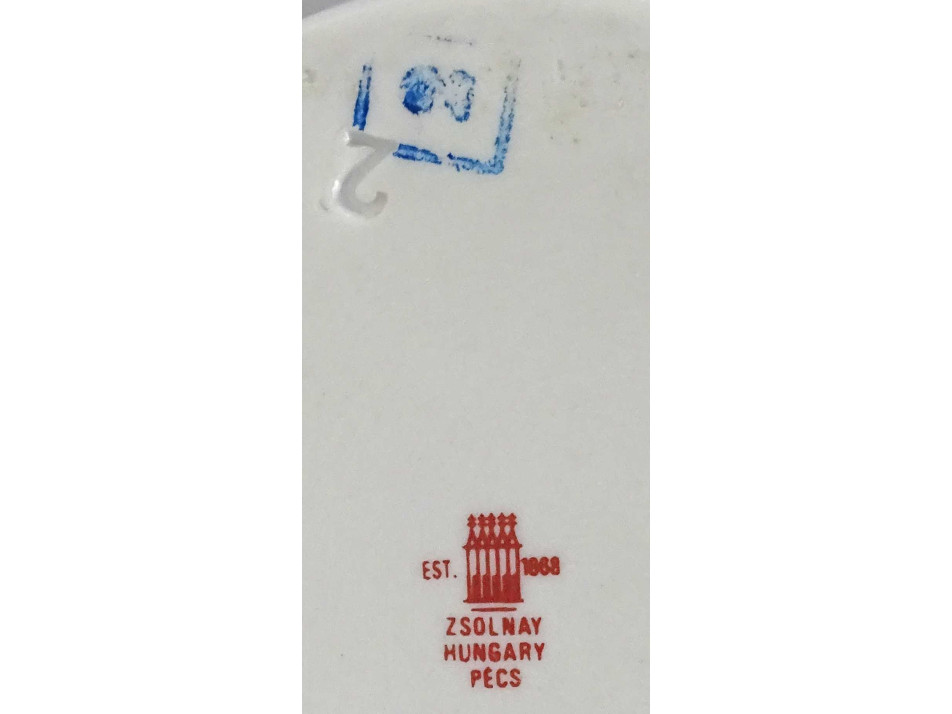 2
EST. 1868
ZSOLNAY
HUNGARY
PÉCS